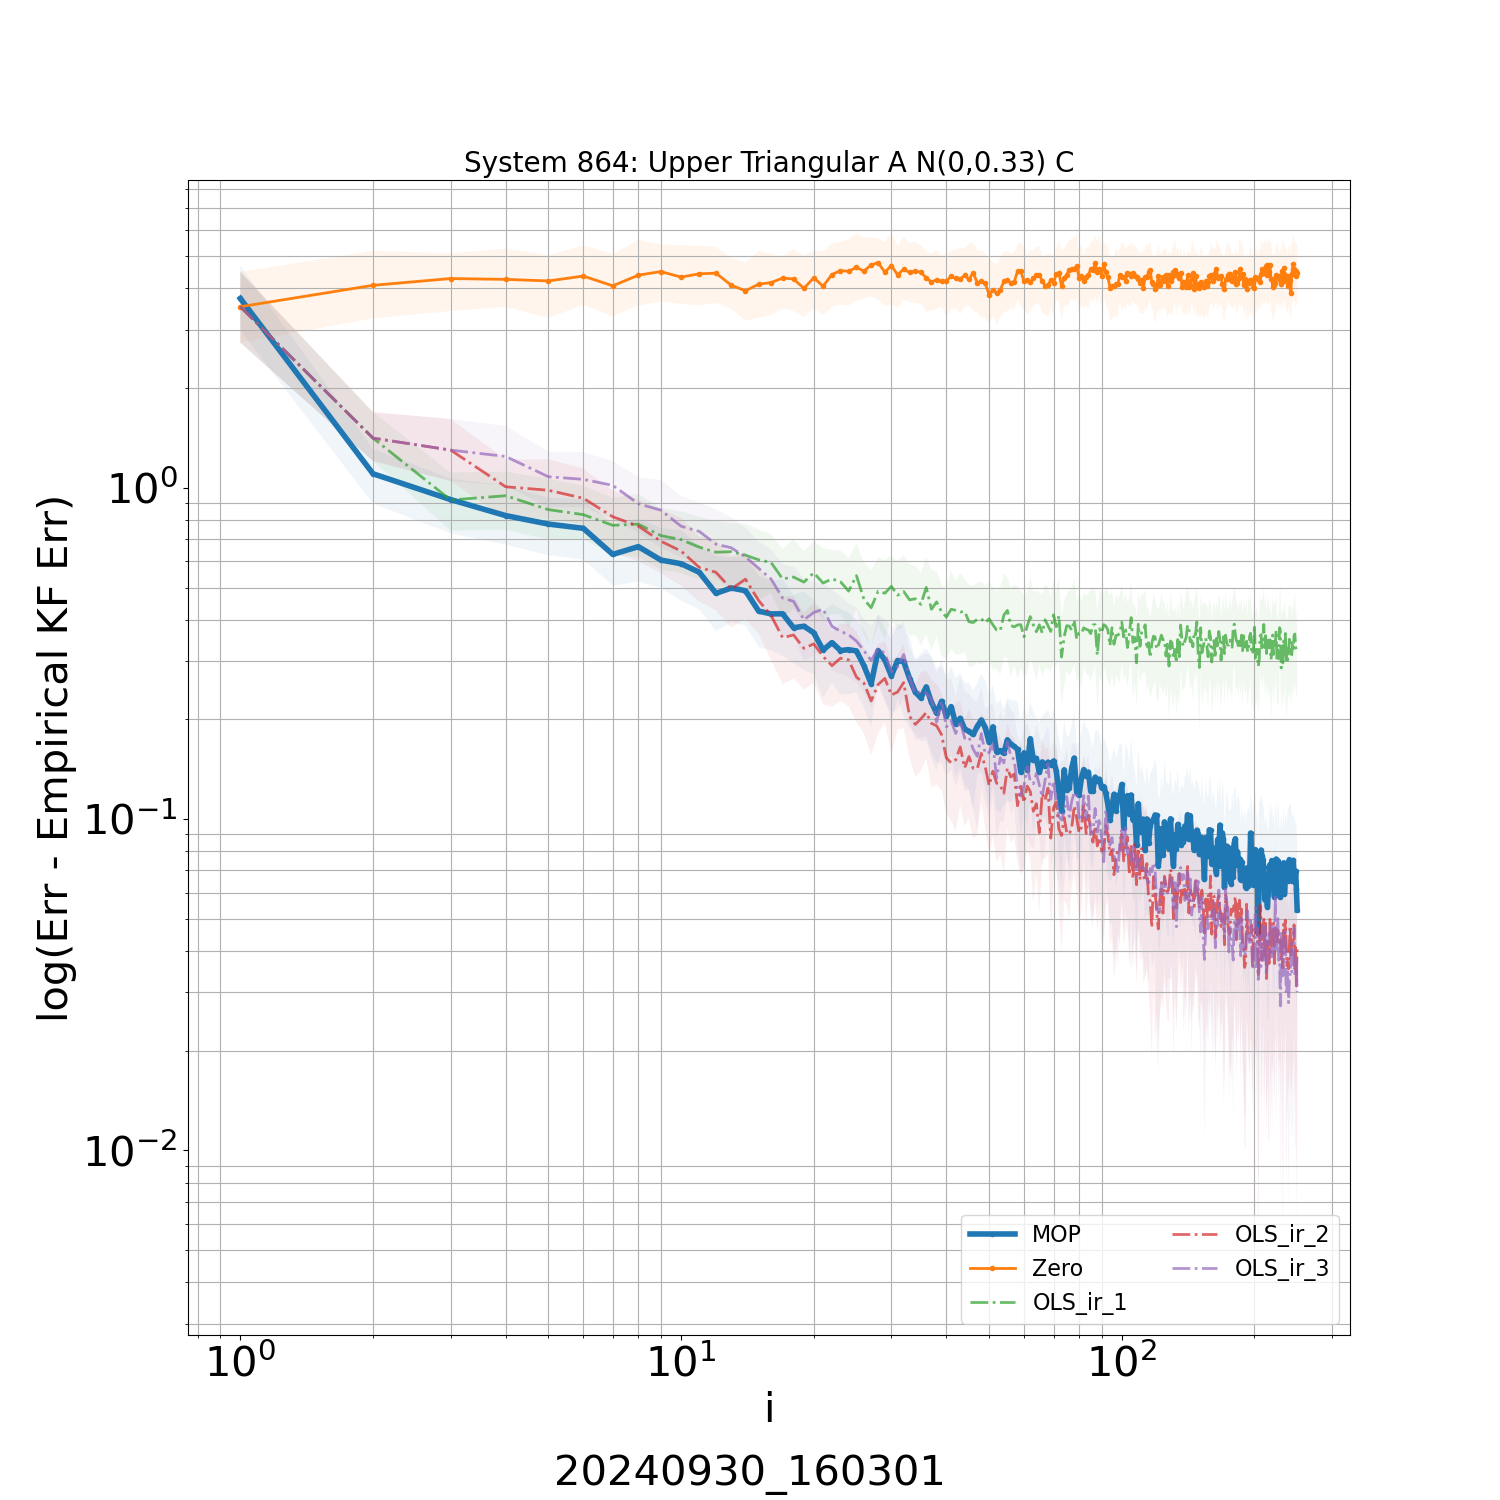 System 864: Upper Triangular A N(0,0.33) C
log(Err - Empirical KF Err)
10⁰
10⁻¹
10⁻²
MOP
Zero
OLS_ir_1
OLS_ir_2
OLS_ir_3
10⁰ 10¹ 10²
i
20240930_160301